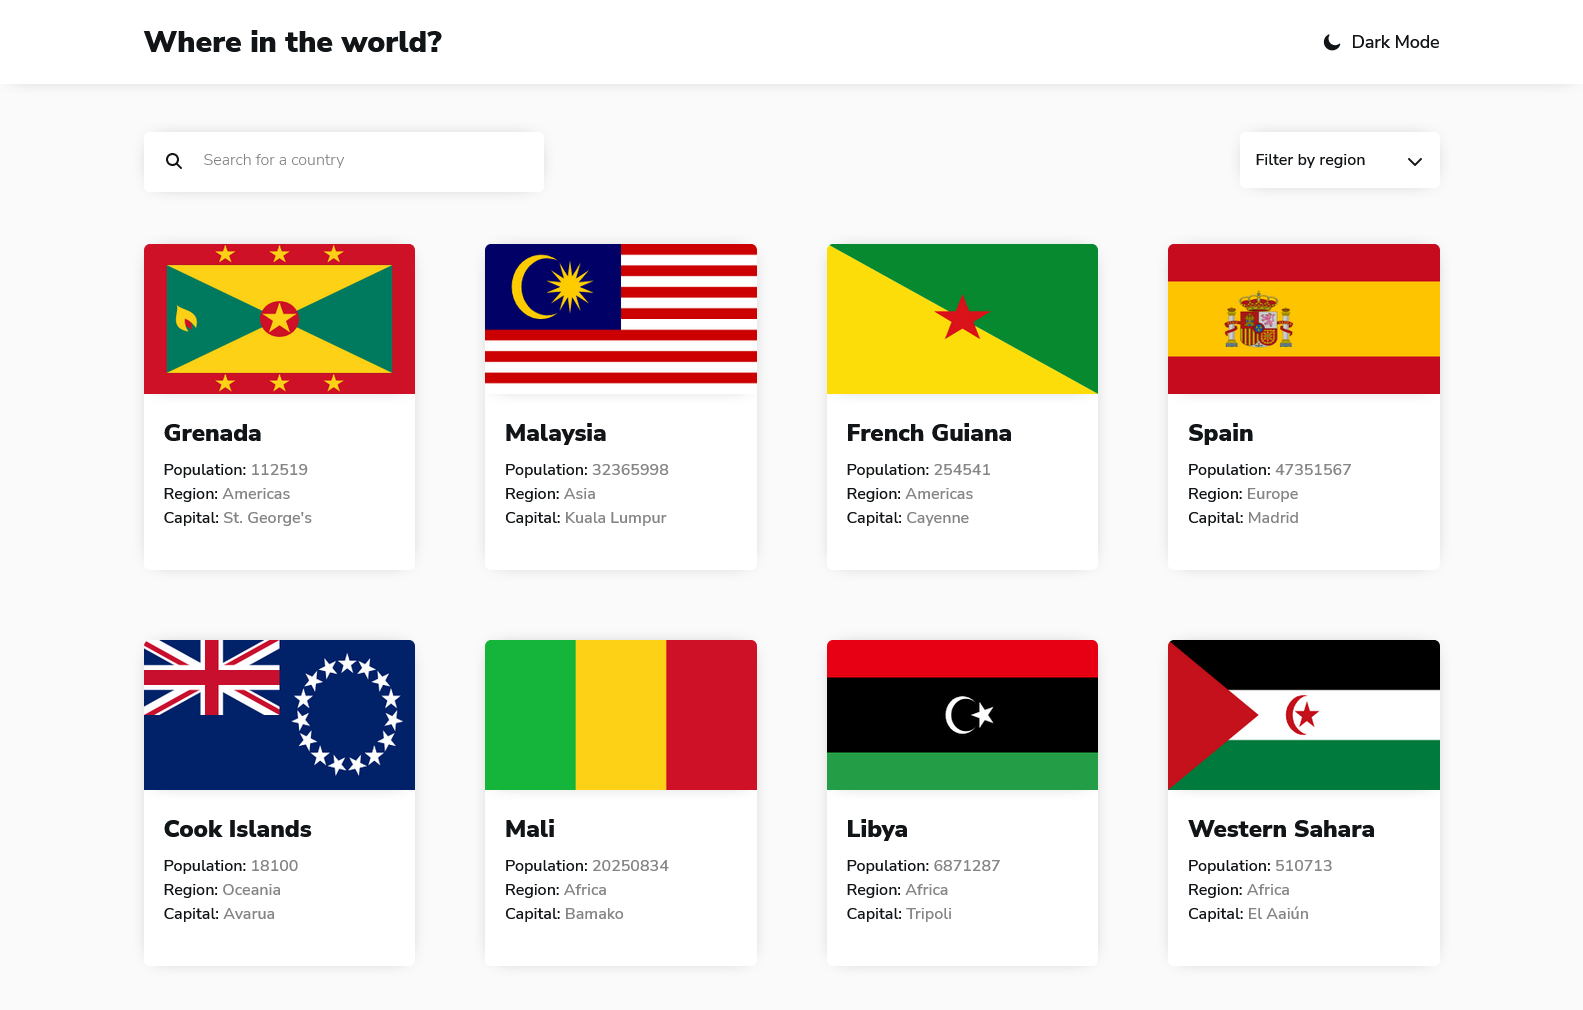 Where in the world?
Dark Mode
Search for a country
Filter by region
Grenada
Population: 112519
Region: Americas
Capital: St. George's
Malaysia
Population: 32365998
Region: Asia
Capital: Kuala Lumpur
French Guiana
Population: 254541
Region: Americas
Capital: Cayenne
Spain
Population: 47351567
Region: Europe
Capital: Madrid
Cook Islands
Population: 18100
Region: Oceania
Capital: Avarua
Mali
Population: 20250834
Region: Africa
Capital: Bamako
Libya
Population: 6871287
Region: Africa
Capital: Tripoli
Western Sahara
Population: 510713
Region: Africa
Capital: El Aaiún